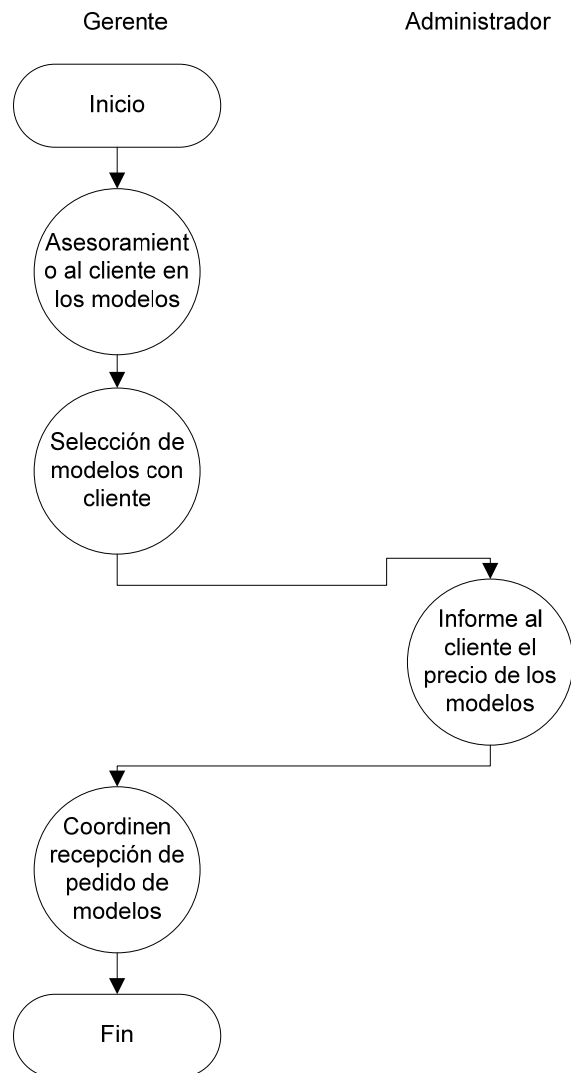 Gerente
Administrador
Inicio
Asesoramient
o al cliente en
los modelos
Selección de
modelos con
cliente
Informe al
cliente el
precio de los
modelos
Coordinen
recepción de
pedido de
modelos
Fin